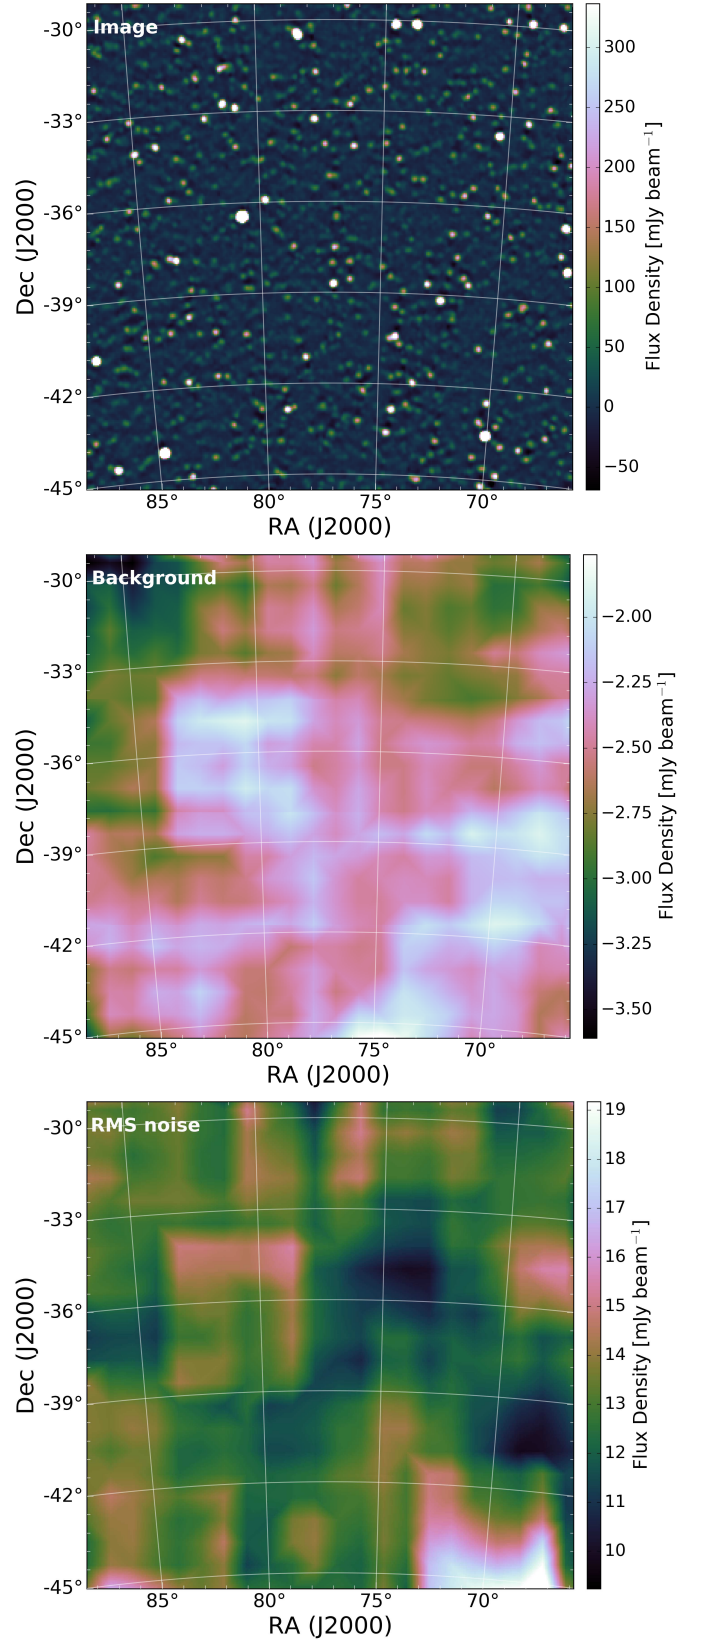 Image
-30°
-33°
-36°
-39°
-42°
-45°
Dec (J2000)
85° 80° 75° 70°
RA (J2000)
300
250
200
150
100
50
0
−50
Flux Density [mJy beam⁻¹]
Background
-30°
-33°
-36°
-39°
-42°
-45°
Dec (J2000)
85° 80° 75° 70°
RA (J2000)
−2.00
−2.25
−2.50
−2.75
−3.00
−3.25
−3.50
Flux Density [mJy beam⁻¹]
RMS noise
-30°
-33°
-36°
-39°
-42°
-45°
Dec (J2000)
85° 80° 75° 70°
RA (J2000)
19
18
17
16
15
14
13
12
11
10
Flux Density [mJy beam⁻¹]